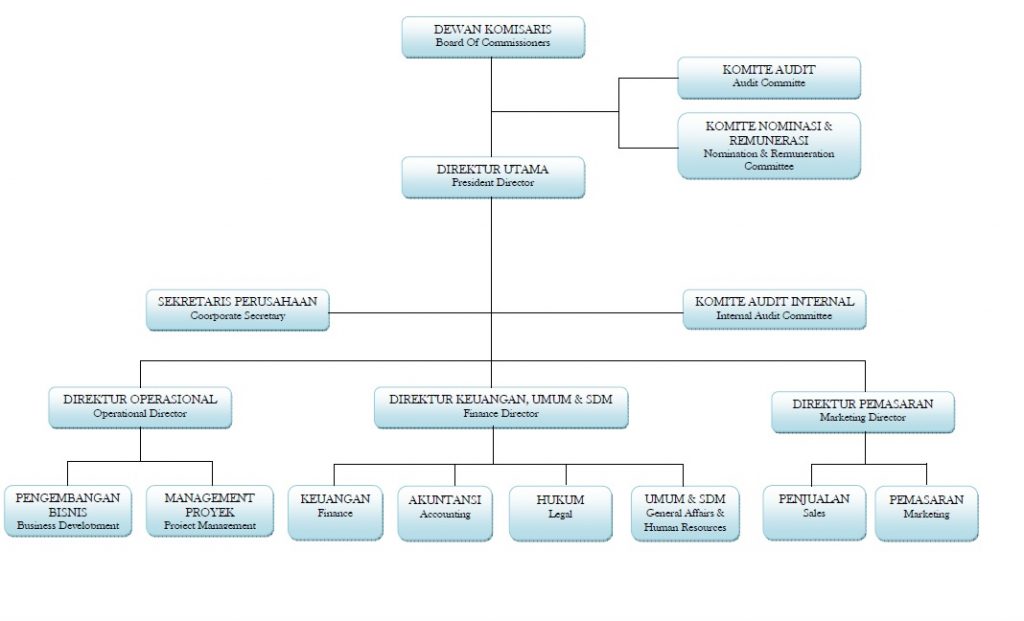 DEWAN KOMISARIS
Board Of Commissioners
KOMITE AUDIT
Audit Committe
KOMITE NOMINASI &
REMUNERASI
Nomination & Remuneration
Committee
DIREKTUR UTAMA
President Director
SEKRETARIS PERUSAHAAN
Coorporate Secretary
KOMITE AUDIT INTERNAL
Internal Audit Committee
DIREKTUR OPERASIONAL
Operational Director
DIREKTUR KEUANGAN, UMUM & SDM
Finance Director
DIREKTUR PEMASARAN
Marketing Director
PENGEMBANGAN
BISNIS
Business Development
MANAGEMENT
PROYEK
Project Management
KEUANGAN
Finance
AKUNTANSI
Accounting
HUKUM
Legal
UMUM & SDM
General Affairs &
Human Resources
PENJUALAN
Sales
PEMASARAN
Marketing